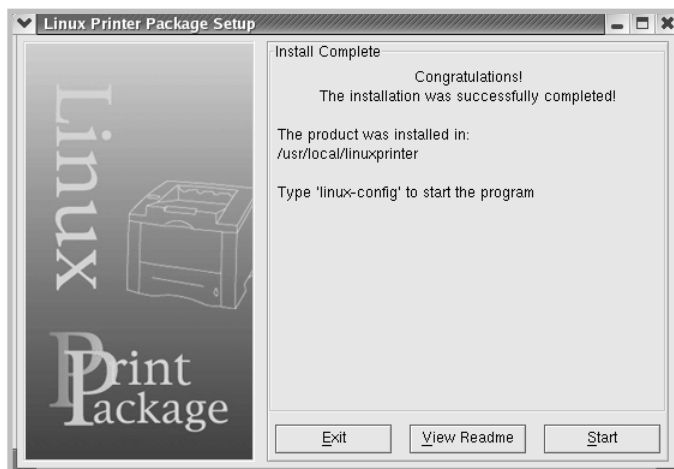 Linux Printer Package Setup
Linux
Print
Package
Install Complete
Congratulations!
The installation was successfully completed!
The product was installed in:
/usr/local/linuxprinter
Type 'linux-config' to start the program
Exit
View Readme
Start